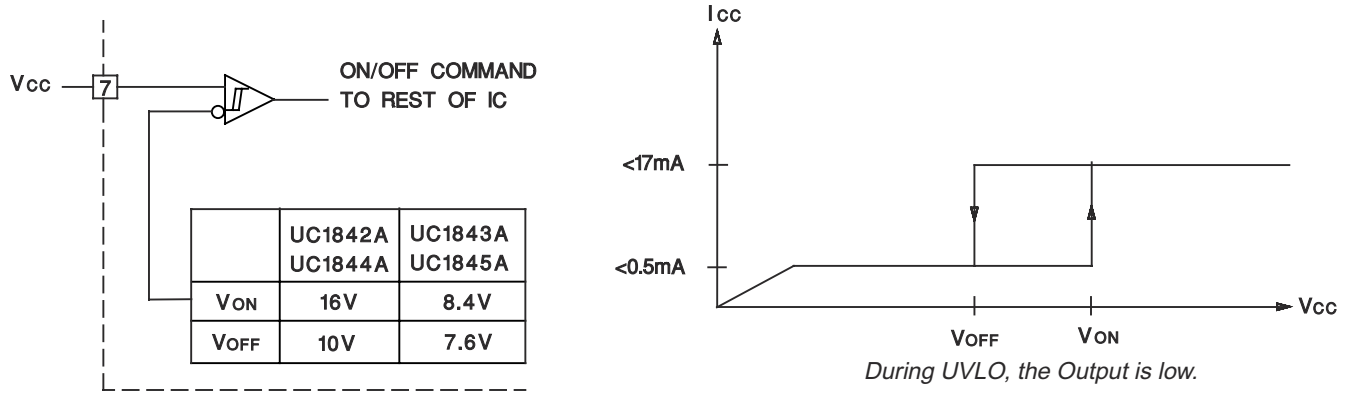 Vcc
7
ON/OFF COMMAND
TO REST OF IC
UC1842A UC1843A
UC1844A UC1845A
VON 16V 8.4V
VOFF 10V 7.6V
Icc
<17mA
<0.5mA
VOFF VON
Vcc
During UVLO, the Output is low.